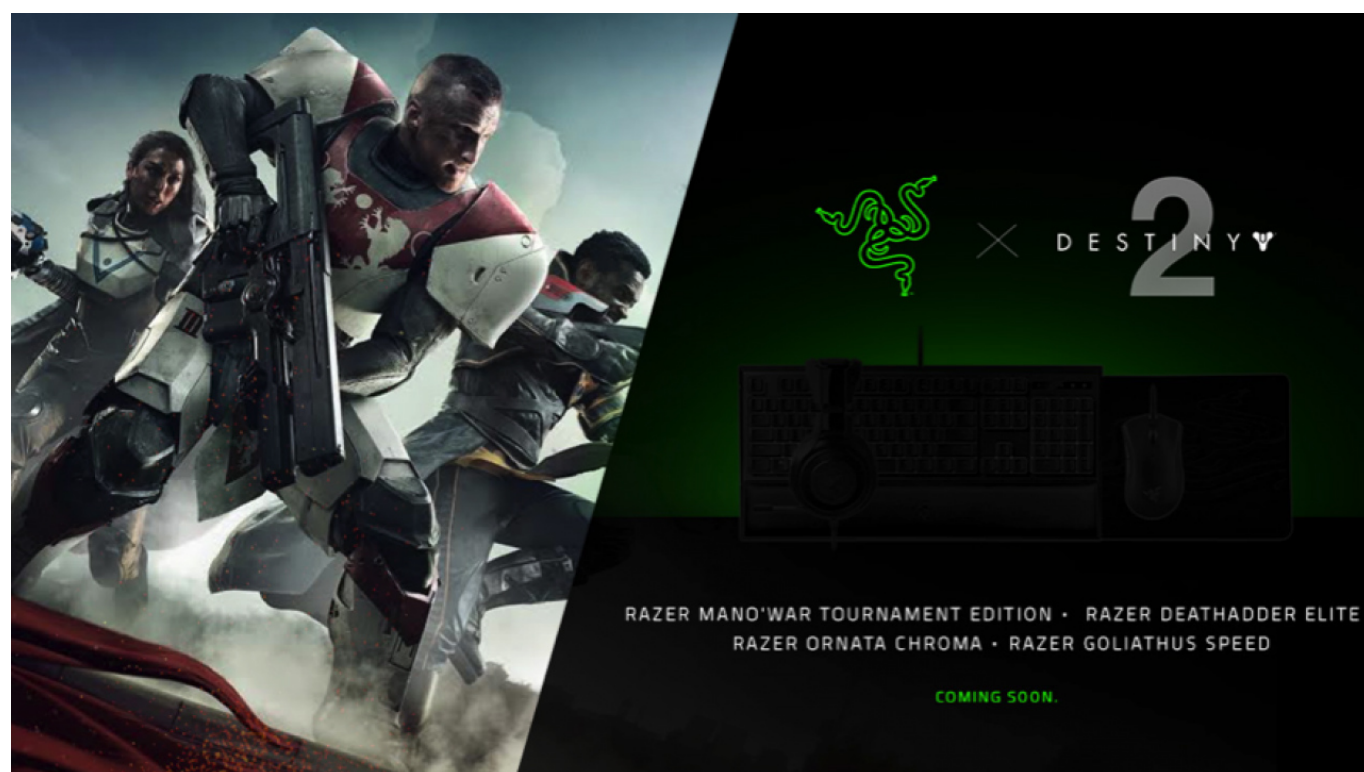 2
DESTINY
RAZER MANO'WAR TOURNAMENT EDITION • RAZER DEATHADDER ELITE
RAZER ORNATA CHROMA • RAZER GOLIATHUS SPEED
COMING SOON.